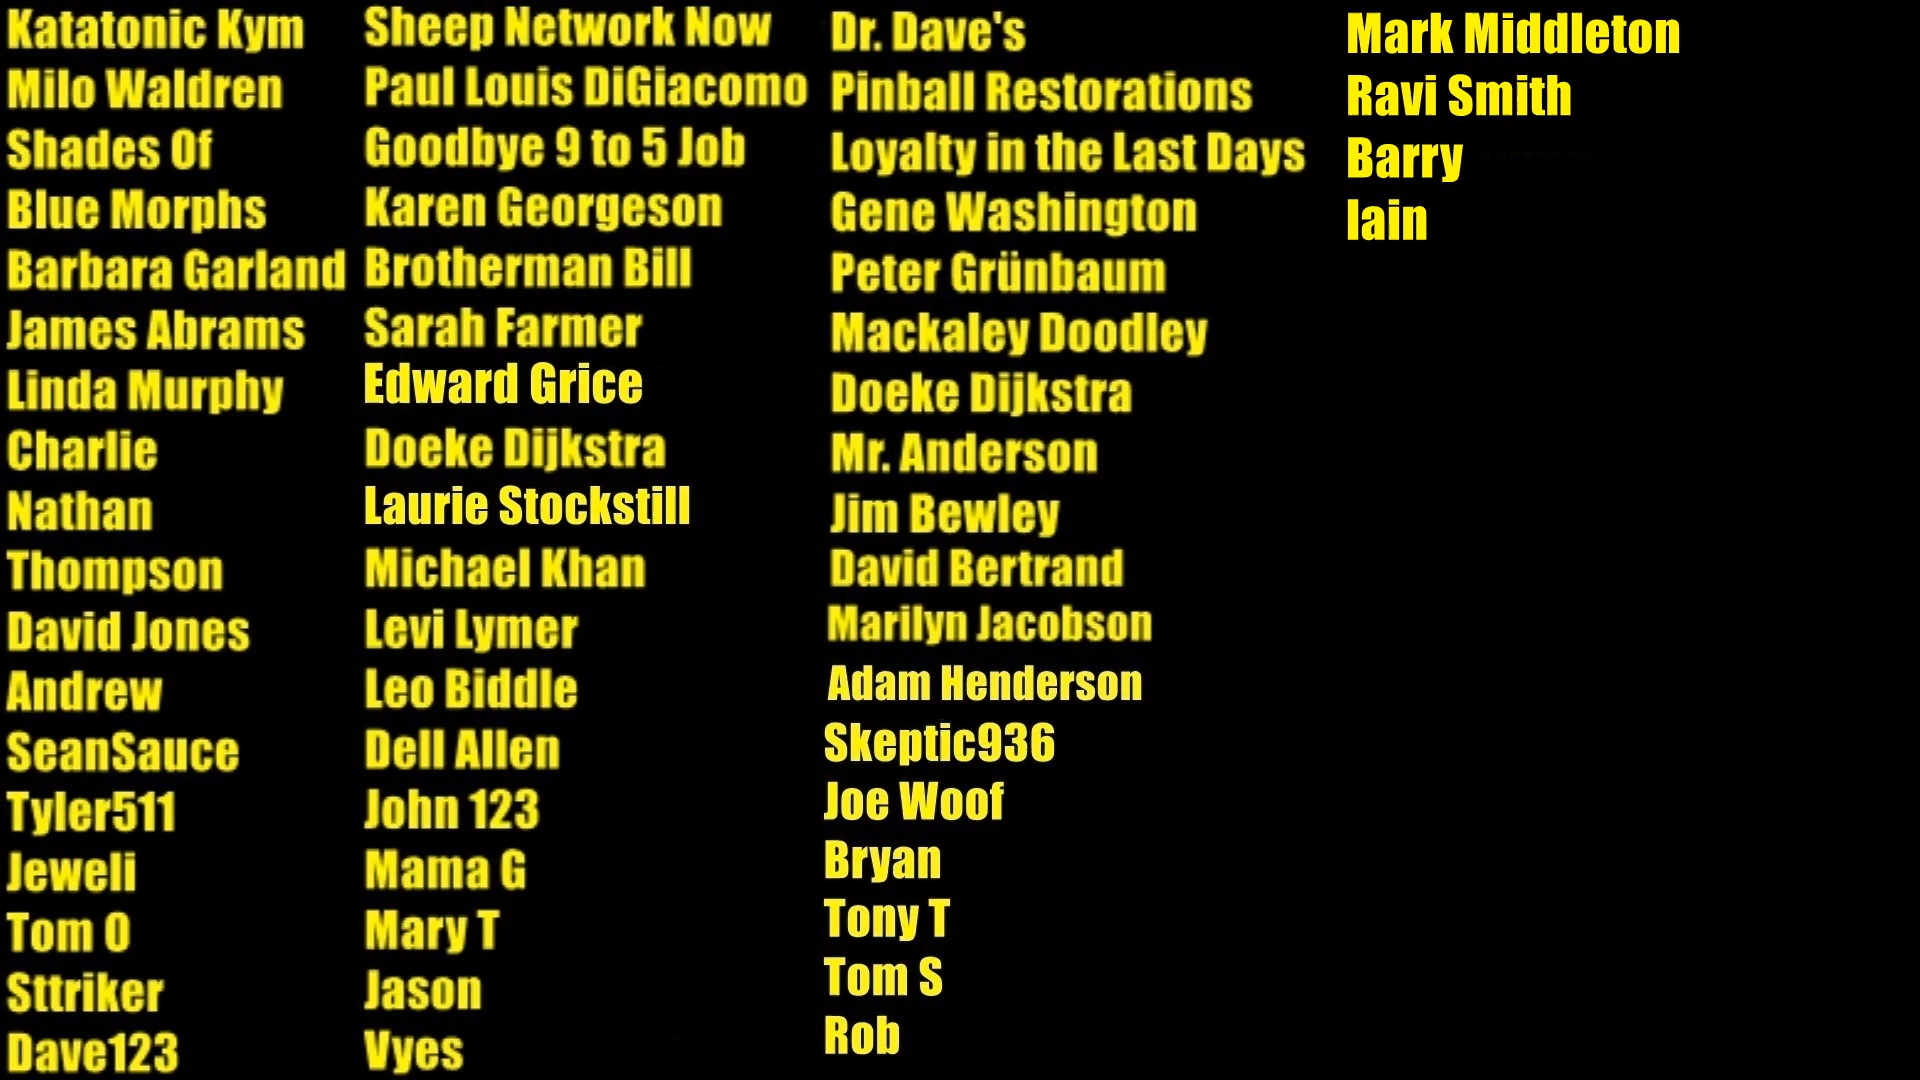 Katatonic Kym
Milo Waldren
Shades Of
Blue Morphs
Barbara Garland
James Abrams
Linda Murphy
Charlie
Nathan
Thompson
David Jones
Andrew
SeanSauce
Tyler511
Jeweli
Tom O
Sttriker
Dave123
Sheep Network Now
Paul Louis DiGiacomo
Goodbye 9 to 5 Job
Karen Georgeson
Brotherman Bill
Sarah Farmer
Edward Grice
Doeke Dijkstra
Laurie Stockstill
Michael Khan
Levi Lymer
Leo Biddle
Dell Allen
John 123
Mama G
Mary T
Jason
Vyes
Dr. Dave's
Pinball Restorations
Loyalty in the Last Days
Gene Washington
Peter Grünbaum
Mackaley Doodley
Doeke Dijkstra
Mr. Anderson
Jim Bewley
David Bertrand
Marilyn Jacobson
Adam Henderson
Skeptic936
Joe Woof
Bryan
Tony T
Tom S
Rob
Mark Middleton
Ravi Smith
Barry
Iain